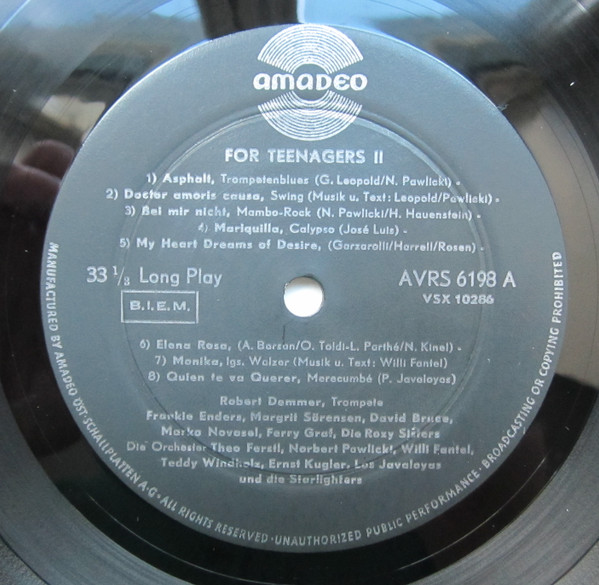 AMADEO
FOR TEENAGERS II
1) Asphalt, Trompetenblues (G. Leopold/N. Pawlicki) -
2) Doctor amoris causa, Swing (Musik u. Text: Leopold/Pawlicki) -
3) Bei mir nicht, Mambo-Rock (N. Pawlicki/H. Hauenstein) -
4) Mariquilla, Calypso (José Luis) -
5) My Heart Dreams of Desire, (Garzarolli/Harrell/Rosen)
33 1/3 Long Play
AVRS 6198 A
VSX 10286
B.I.E.M.
6) Elena Rosa, (A. Barson/O. Toldi-L. Parthé/N. Kinel) -
7) Monika, lgs. Walzer (Musik u. Text: Willi Fantel)
8) Quien te va Querer, Merecumbé (P. Javaloyas)
Robert Demmer, Trompete
Frankie Enders, Margrit Sörensen, David Bruce,
Marko Novosel, Ferry Graf, Die Roxy Sisters
Die Orchester Theo Ferstl, Norbert Pawlicki, Willi Fantel,
Teddy Windholz, Ernst Kugler, Los Javaloyas
und die Starfighters
MANUFACTURED BY AMADEO ÖST. SCHALLPLATTEN A·G · ALL RIGHTS RESERVED · UNAUTHORIZED PUBLIC PERFORMANCE · BROADCASTING OR COPYING PROHIBITED